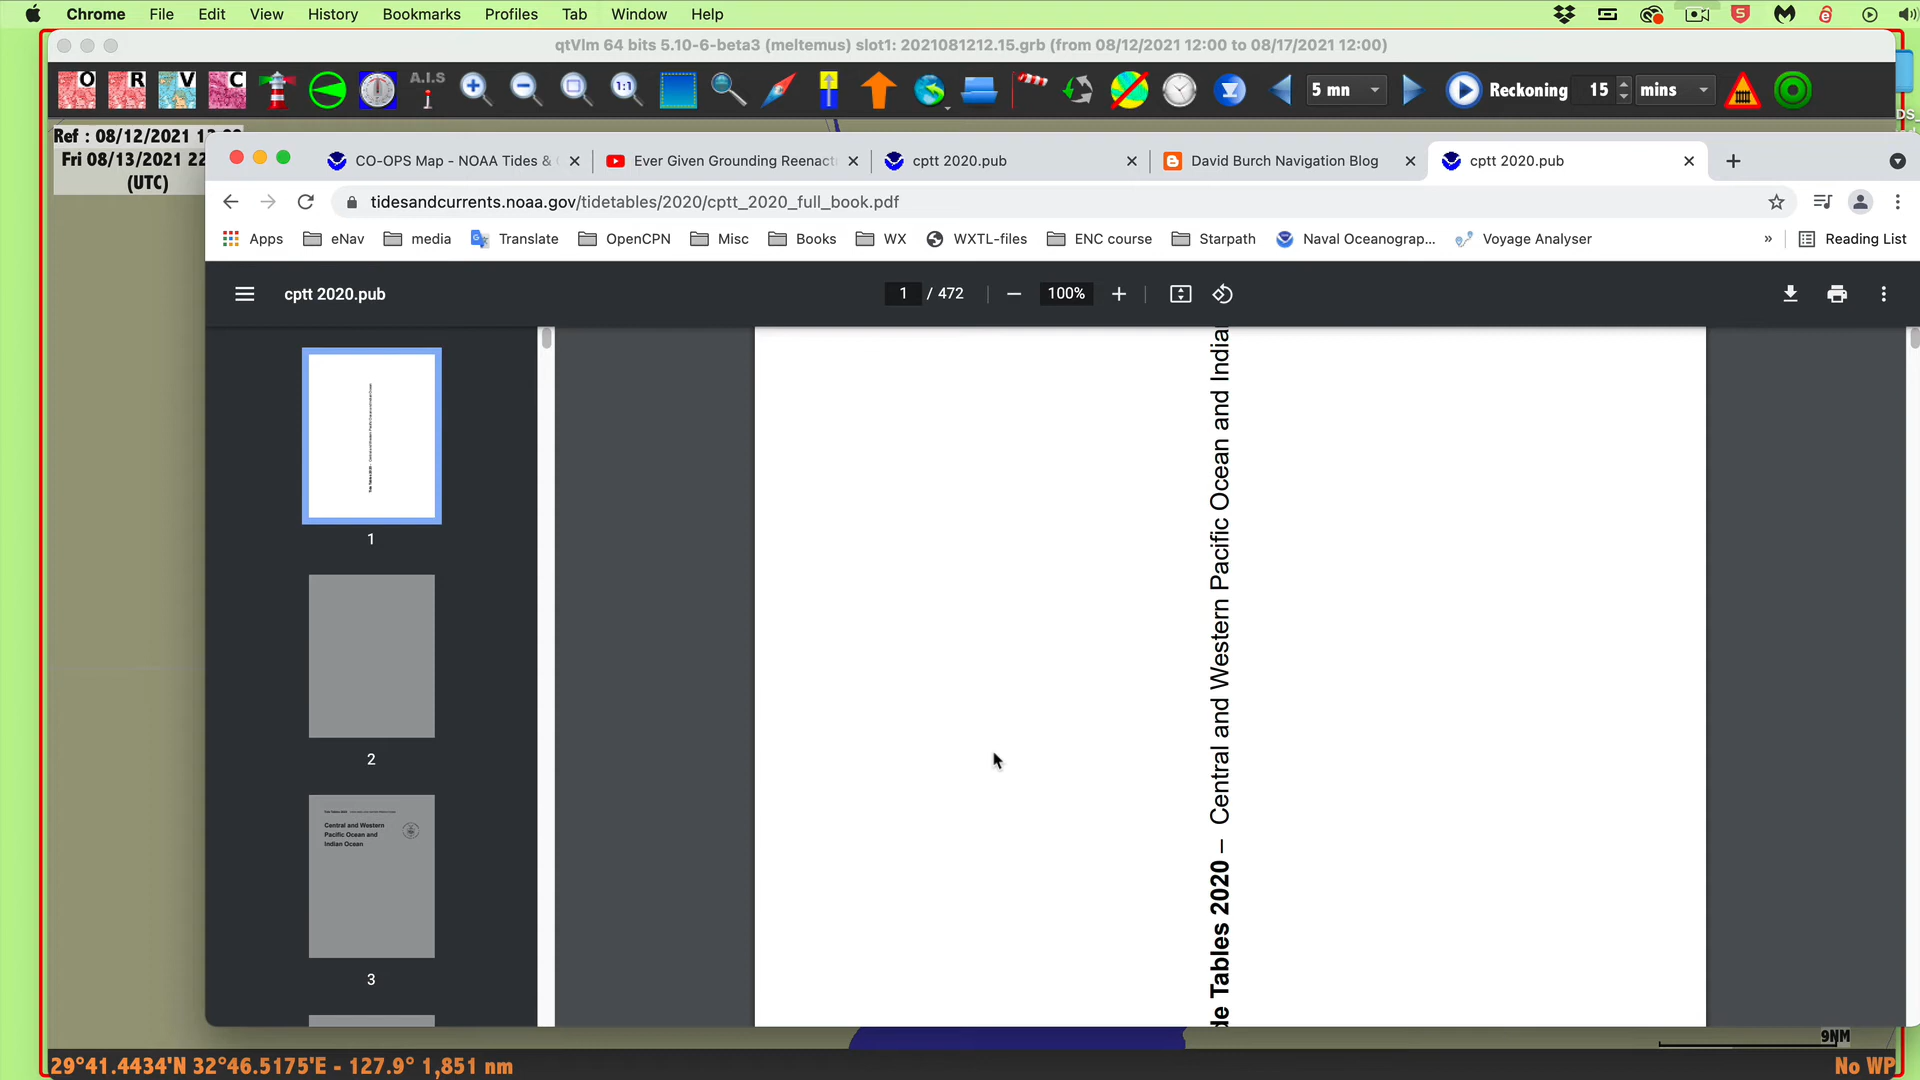 Chrome File Edit View History Bookmarks Profiles Tab Window Help
qtVlm 64 bits 5.10-6-beta3 (meltemus) slot1: 2021081212.15.grb (from 08/12/2021 12:00 to 08/17/2021 12:00)
O R V C A.I.S 1:1 5 mn Reckoning 15 mins
Ref : 08/12/2021
Fri 08/13/2021 22
(UTC)
CO-OPS Map - NOAA Tides & Ever Given Grounding Reenact cptt 2020.pub David Burch Navigation Blog cptt 2020.pub
tidesandcurrents.noaa.gov/tidetables/2020/cptt_2020_full_book.pdf
Apps eNav media Translate OpenCPN Misc Books WX WXTL-files ENC course Starpath Naval Oceanograp... Voyage Analyser » Reading List
cptt 2020.pub 1 / 472 100%
1
2
Central and Western
Pacific Ocean and
Indian Ocean
3
de Tables 2020 – Central and Western Pacific Ocean and India
9NM
29°41.4434'N 32°46.5175'E - 127.9° 1,851 nm No WP